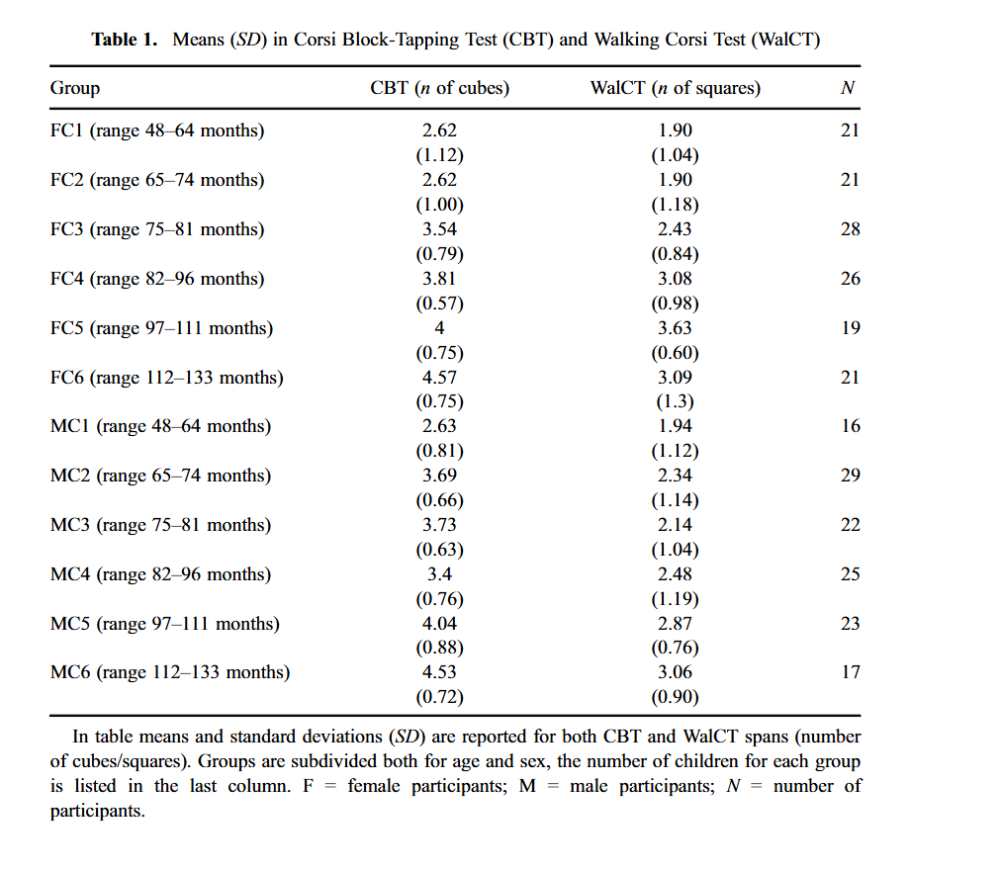 Table 1. Means (SD) in Corsi Block-Tapping Test (CBT) and Walking Corsi Test (WalCT)
Group CBT (n of cubes) WalCT (n of squares) N
FC1 (range 48–64 months) 2.62 1.90 21
(1.12) (1.04)
FC2 (range 65–74 months) 2.62 1.90 21
(1.00) (1.18)
FC3 (range 75–81 months) 3.54 2.43 28
(0.79) (0.84)
FC4 (range 82–96 months) 3.81 3.08 26
(0.57) (0.98)
FC5 (range 97–111 months) 4 3.63 19
(0.75) (0.60)
FC6 (range 112–133 months) 4.57 3.09 21
(0.75) (1.3)
MC1 (range 48–64 months) 2.63 1.94 16
(0.81) (1.12)
MC2 (range 65–74 months) 3.69 2.34 29
(0.66) (1.14)
MC3 (range 75–81 months) 3.73 2.14 22
(0.63) (1.04)
MC4 (range 82–96 months) 3.4 2.48 25
(0.76) (1.19)
MC5 (range 97–111 months) 4.04 2.87 23
(0.88) (0.76)
MC6 (range 112–133 months) 4.53 3.06 17
(0.72) (0.90)
In table means and standard deviations (SD) are reported for both CBT and WalCT spans (number
of cubes/squares). Groups are subdivided both for age and sex, the number of children for each group
is listed in the last column. F = female participants; M = male participants; N = number of
participants.